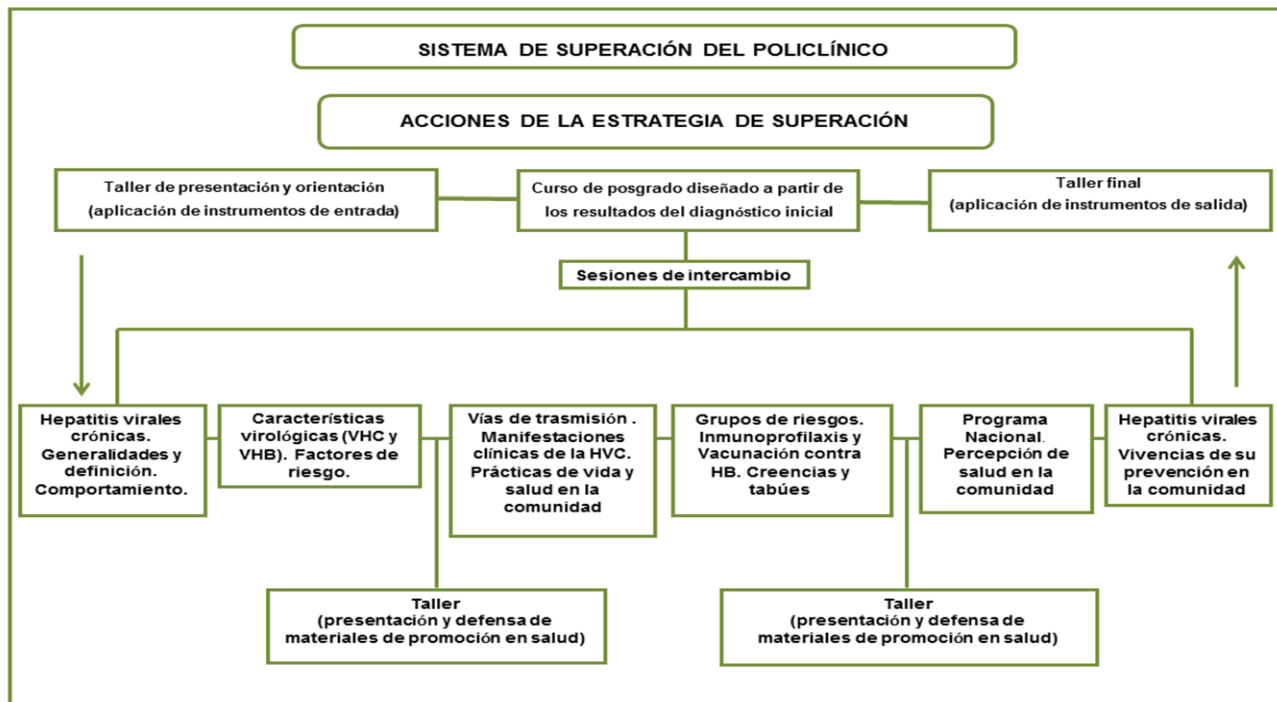 SISTEMA DE SUPERACIÓN DEL POLICLÍNICO
ACCIONES DE LA ESTRATEGIA DE SUPERACIÓN
Taller de presentación y orientación
(aplicación de instrumentos de entrada)
Curso de posgrado diseñado a partir de
los resultados del diagnóstico inicial
Taller final
(aplicación de instrumentos de salida)
Sesiones de intercambio
Hepatitis virales
crónicas.
Generalidades y
definición.
Comportamiento.
Características
virológicas (VHC y
VHB). Factores de
riesgo.
Vías de trasmisión .
Manifestaciones
clínicas de la HVC.
Prácticas de vida y
salud en la
comunidad
Grupos de riesgos.
Inmunoprofilaxis y
Vacunación contra
HB. Creencias y
tabúes
Programa
Nacional.
Percepción de
salud en la
comunidad
Hepatitis virales
crónicas.
Vivencias de su
prevención en
la comunidad
Taller
(presentación y defensa de
materiales de promoción en salud)
Taller
(presentación y defensa de
materiales de promoción en salud)